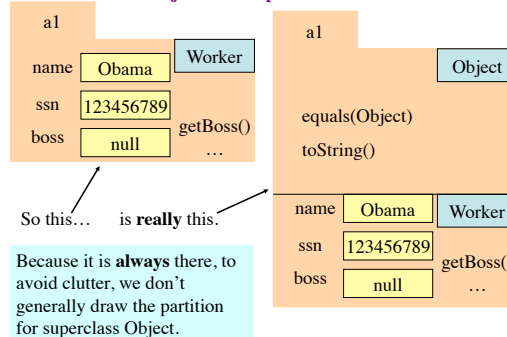 a1
Worker
name Obama
ssn 123456789
boss null
getBoss()
…
So this… is really this.
Because it is always there, to
avoid clutter, we don't
generally draw the partition
for superclass Object.
a1
Object
equals(Object)
toString()
name Obama Worker
ssn 123456789
boss null
getBoss()
…